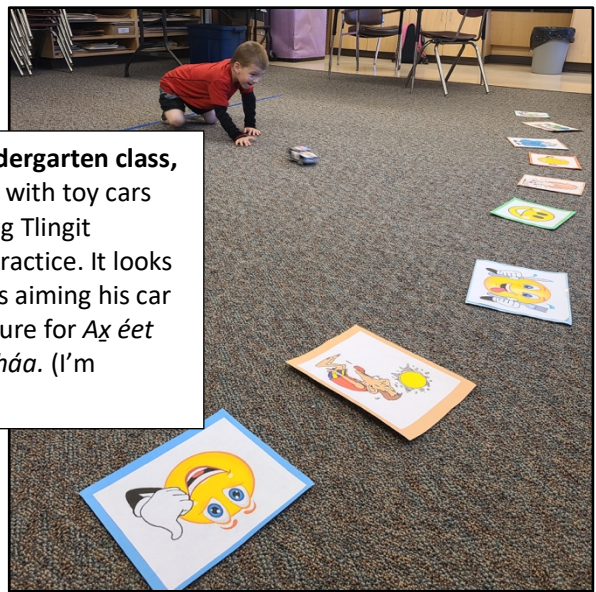 dergarten class,
with toy cars
g Tlingit
ractice. It looks
s aiming his car
ure for Ax̱ éet
háa. (I'm